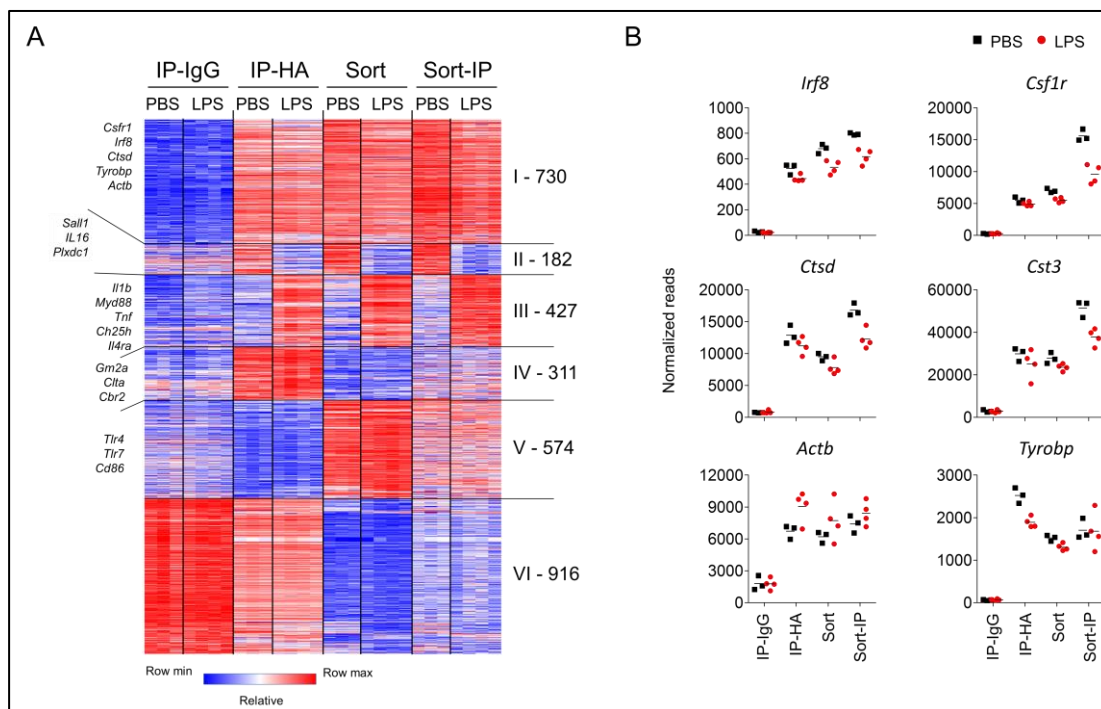 A
IP-IgG IP-HA Sort Sort-IP
PBS LPS PBS LPS PBS LPS PBS LPS
Csfr1
Irf8
Ctsd
Tyrobp
Actb
I - 730
Sall1
IL16
Plxdc1
II - 182
Il1b
Myd88
Tnf
Ch25h
Il4ra
III - 427
Gm2a
Clta
Cbr2
IV - 311
Tlr4
Tlr7
Cd86
V - 574
VI - 916
Row min Row max
Relative
B
PBS LPS
Normalized reads
Irf8
1000
800
600
400
200
0
Csf1r
20000
15000
10000
5000
0
Ctsd
20000
15000
10000
5000
0
Cst3
60000
40000
20000
0
Actb
12000
9000
6000
3000
0
IP-IgG
IP-HA
Sort
Sort-IP
Tyrobp
3000
2000
1000
0
IP-IgG
IP-HA
Sort
Sort-IP